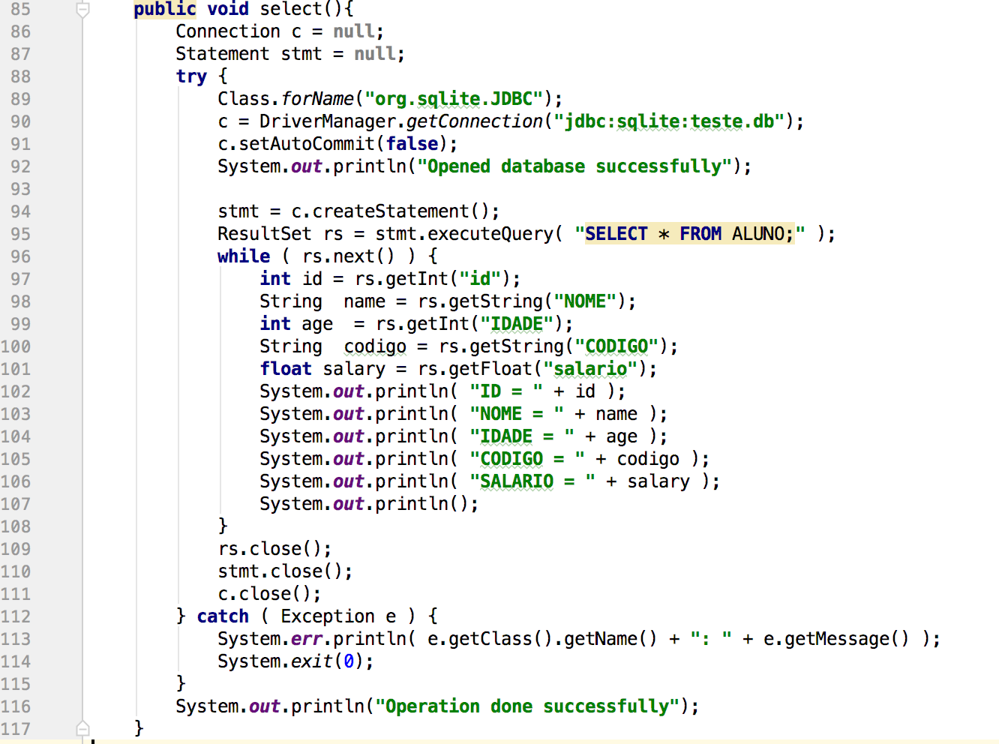 85 public void select(){
86 Connection c = null;
87 Statement stmt = null;
88 try {
89 Class.forName("org.sqlite.JDBC");
90 c = DriverManager.getConnection("jdbc:sqlite:teste.db");
91 c.setAutoCommit(false);
92 System.out.println("Opened database successfully");
93
94 stmt = c.createStatement();
95 ResultSet rs = stmt.executeQuery( "SELECT * FROM ALUNO;" );
96 while ( rs.next() ) {
97 int id = rs.getInt("id");
98 String  name = rs.getString("NOME");
99 int age  = rs.getInt("IDADE");
100 String  codigo = rs.getString("CODIGO");
101 float salary = rs.getFloat("salario");
102 System.out.println( "ID = " + id );
103 System.out.println( "NOME = " + name );
104 System.out.println( "IDADE = " + age );
105 System.out.println( "CODIGO = " + codigo );
106 System.out.println( "SALARIO = " + salary );
107 System.out.println();
108 }
109 rs.close();
110 stmt.close();
111 c.close();
112 } catch ( Exception e ) {
113 System.err.println( e.getClass().getName() + ": " + e.getMessage() );
114 System.exit(0);
115 }
116 System.out.println("Operation done successfully");
117 }